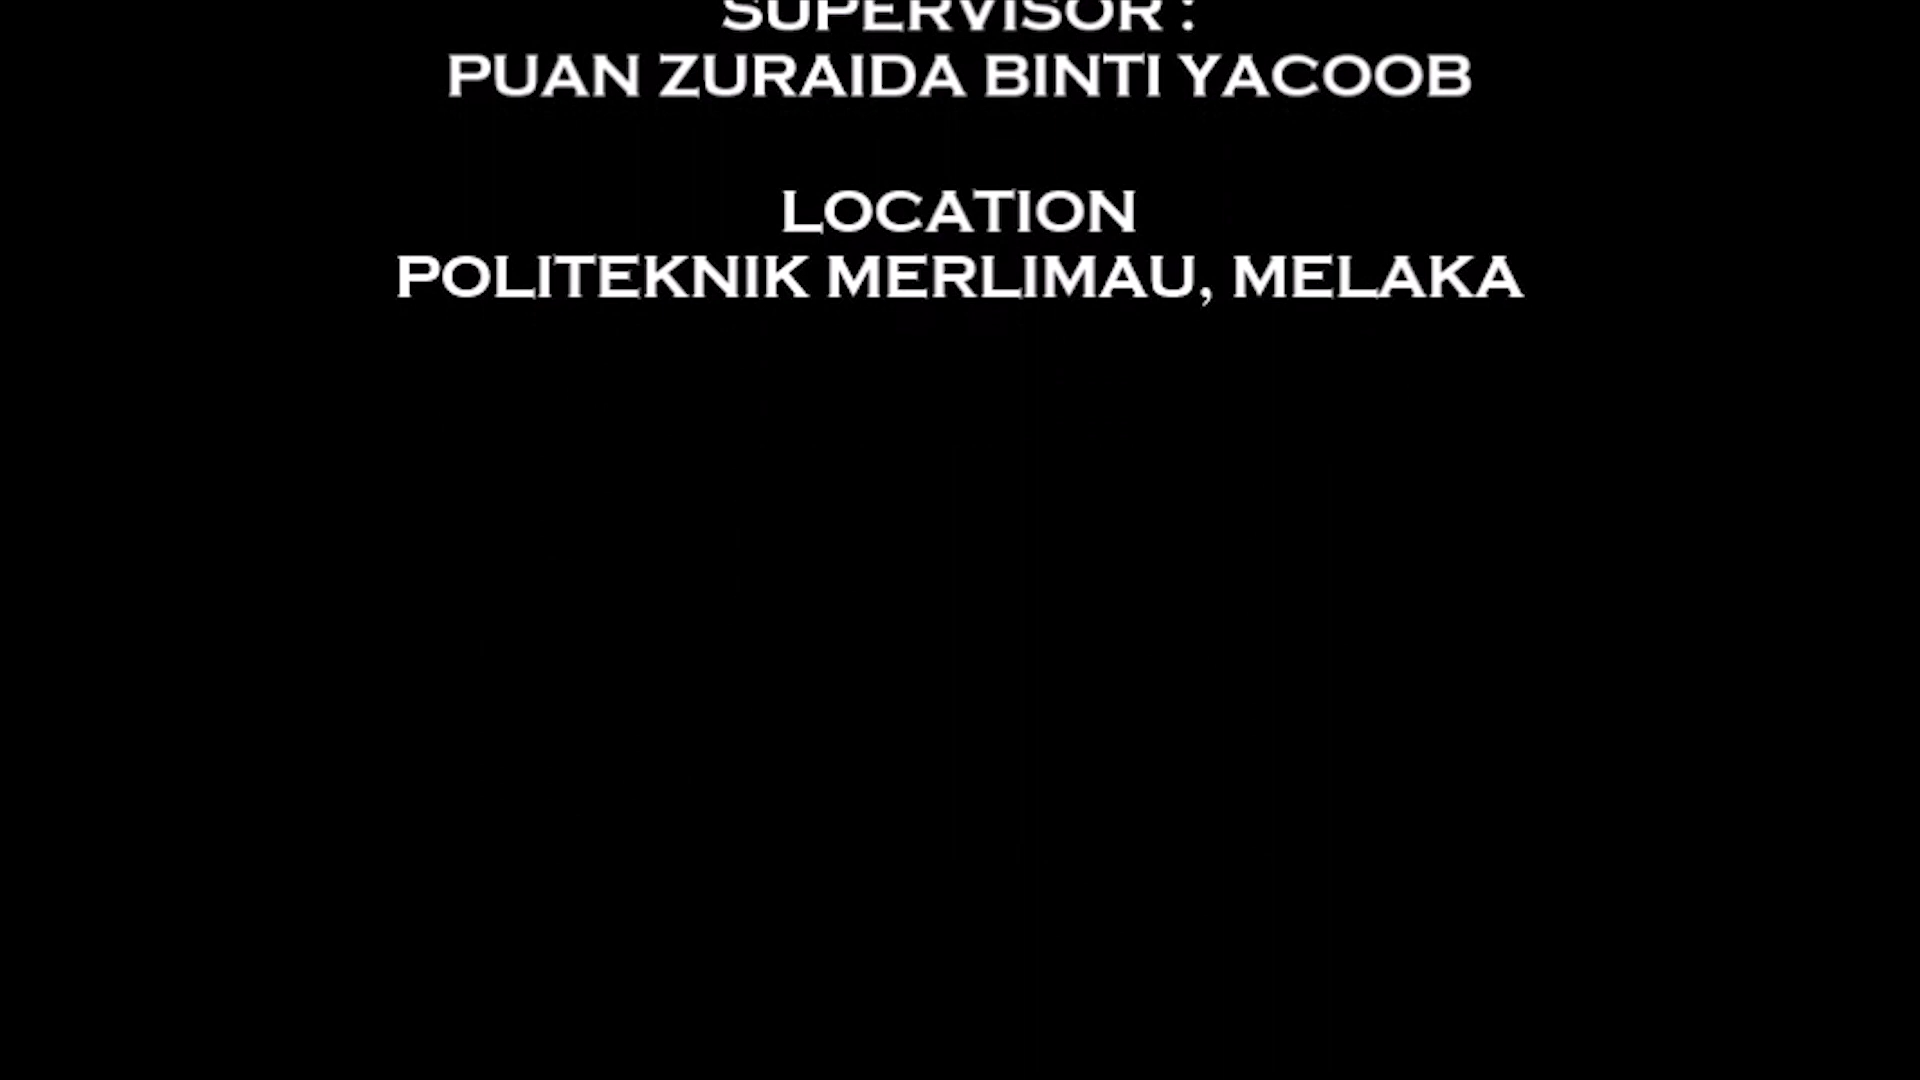 SUPERVISOR :
PUAN ZURAIDA BINTI YACOOB
LOCATION
POLITEKNIK MERLIMAU, MELAKA